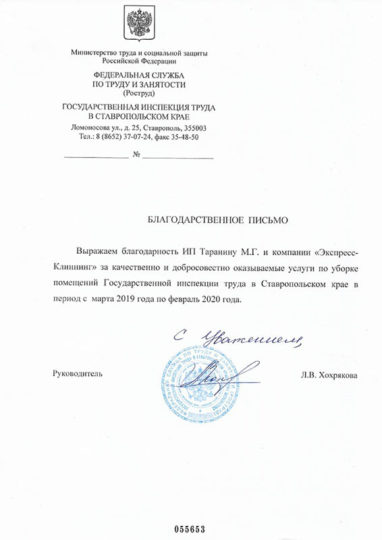 Министерство труда и социальной защиты
Российской Федерации
ФЕДЕРАЛЬНАЯ СЛУЖБА
ПО ТРУДУ И ЗАНЯТОСТИ
(Роструд)
ГОСУДАРСТВЕННАЯ ИНСПЕКЦИЯ ТРУДА
В СТАВРОПОЛЬСКОМ КРАЕ
Ломоносова ул., д. 25, Ставрополь, 355003
Тел.: 8 (8652) 37-07-24, факс 35-48-50
№
БЛАГОДАРСТВЕННОЕ ПИСЬМО
Выражаем благодарность ИП Таранину М.Г. и компании «Экспресс-
Клиннинг» за качественно и добросовестно оказываемые услуги по уборке
помещений Государственной инспекции труда в Ставропольском крае в
период с марта 2019 года по февраль 2020 года.
С Уважением,
Руководитель
Л.В. Хохрякова
055653